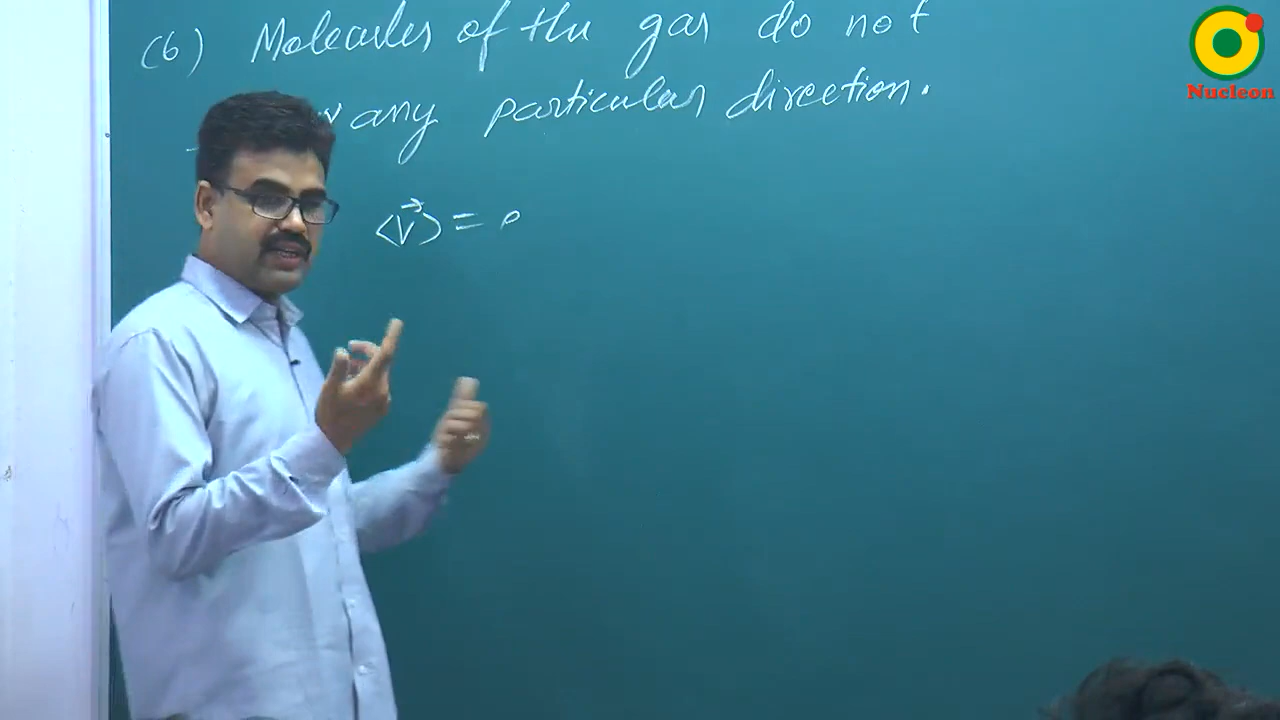 (6) Molecules of the gas do not
any particular direction.
⟨v⃗⟩ = 0
Nucleon